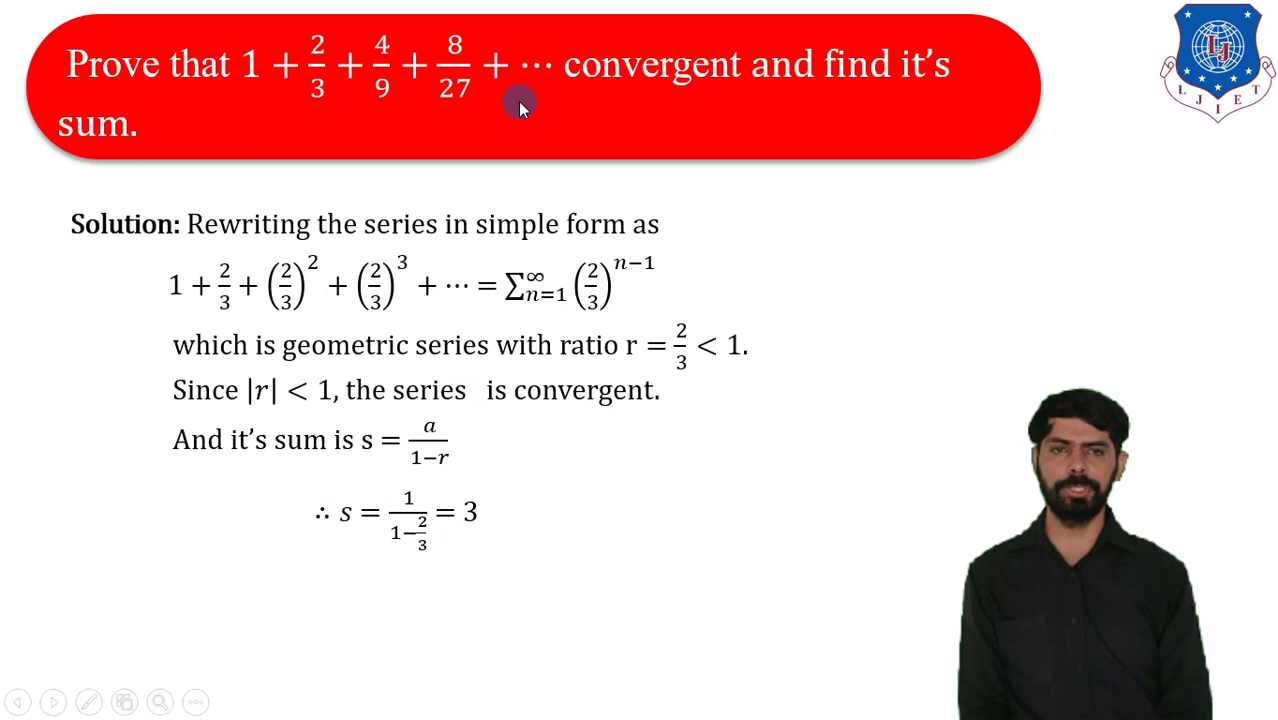 Prove that 1 + 2/3 + 4/9 + 8/27 + ⋯ convergent and find it's
sum.
L J I E T
Solution: Rewriting the series in simple form as
1 + 2/3 + (2/3)^2 + (2/3)^3 + ⋯ = ∑_{n=1}^{∞} (2/3)^{n−1}
which is geometric series with ratio r = 2/3 < 1.
Since |r| < 1, the series is convergent.
And it's sum is s = a/(1−r)
∴ s = 1/(1−2/3) = 3